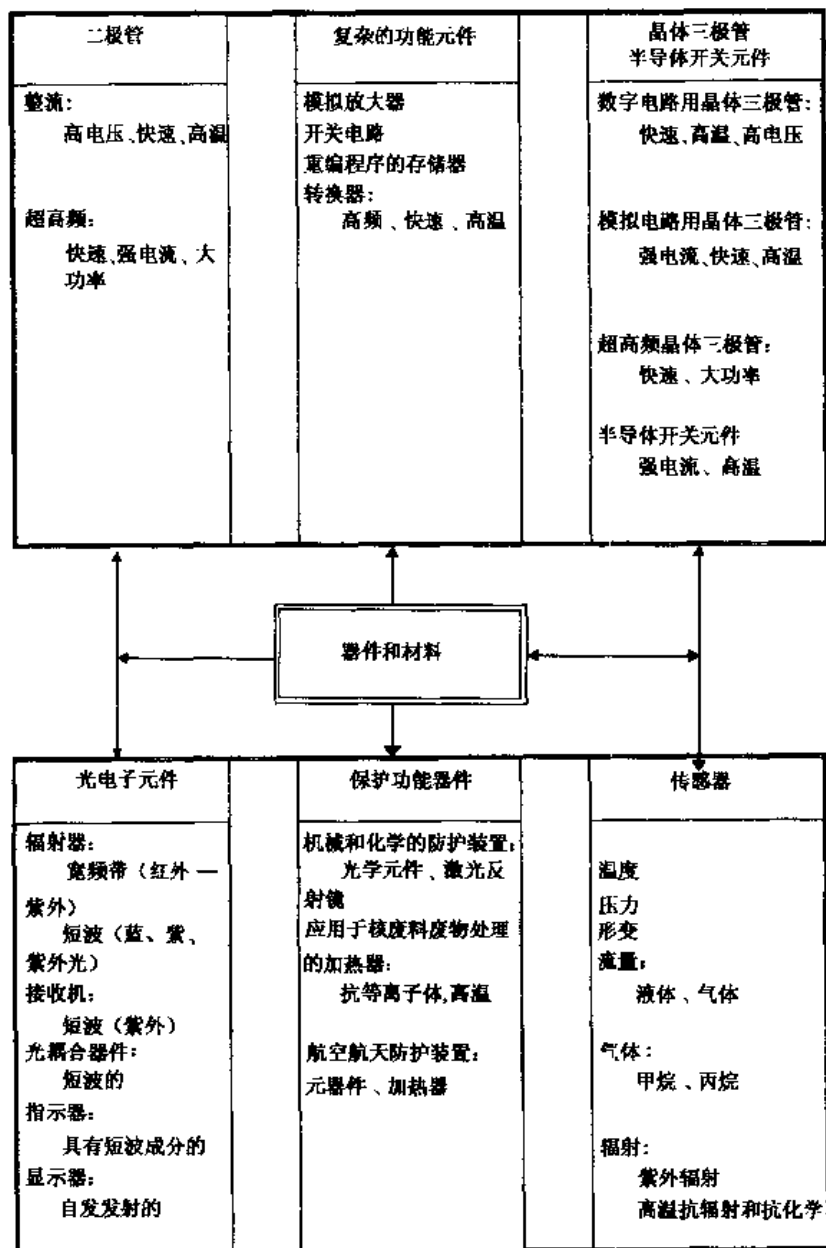 二极管
整流:
高电压、快速、高温
超高频:
快速、强电流、大
功率
复杂的功能元件
模拟放大器
开关电路
重编程序的存储器
转换器:
高频、快速、高温
晶体三极管
半导体开关元件
数字电路用晶体三极管:
快速、高温、高电压
模拟电路用晶体三极管:
强电流、快速、高温
超高频晶体三极管:
快速、大功率
半导体开关元件
强电流、高温
器件和材料
光电子元件
辐射器:
宽频带（红外—
紫外）
短波（蓝、紫、
紫外光）
接收机:
短波（紫外）
光耦合器件:
短波的
指示器:
具有短波成分的
显示器:
自发发射的
保护功能器件
机械和化学的防护装置:
光学元件、激光反
射镜
应用于核废料废物处理
的加热器:
抗等离子体,高温
航空航天防护装置:
元器件、加热器
传感器
温度
压力
形变
流量:
液体、气体
气体:
甲烷、丙烷
辐射:
紫外辐射
高温抗辐射和抗化学